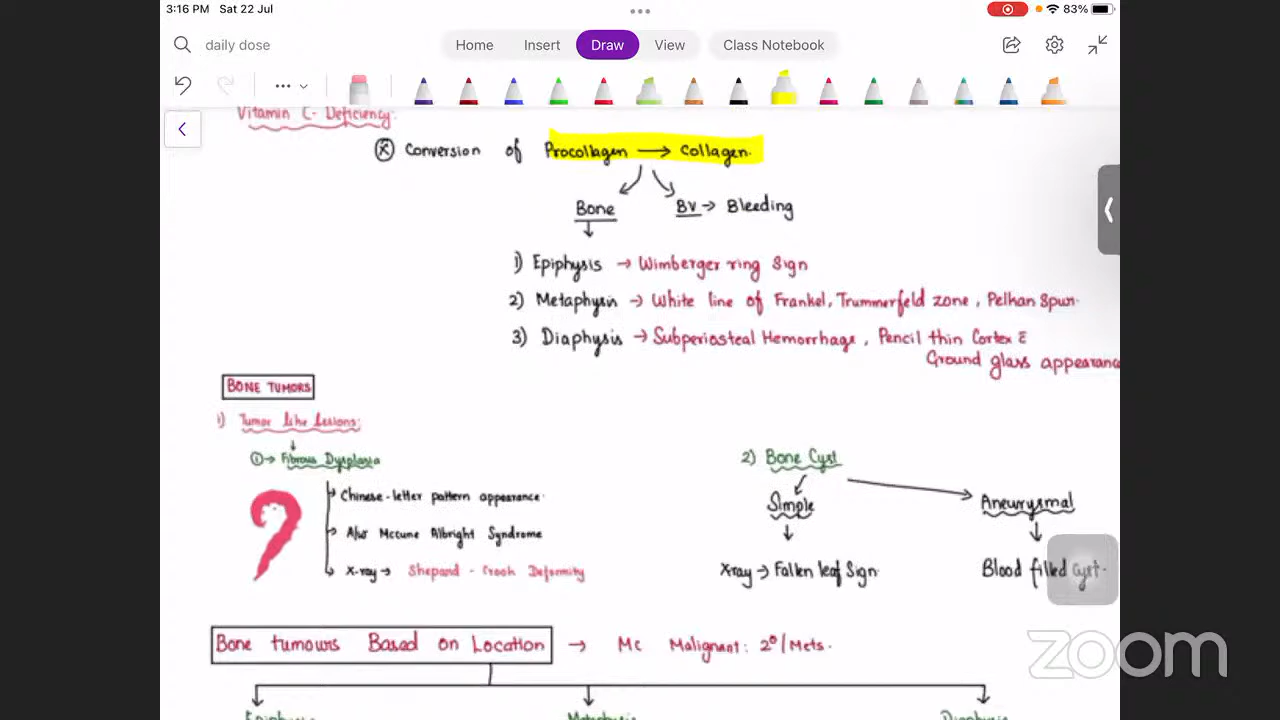 3:16 PM Sat 22 Jul
83%
daily dose
Home Insert Draw View Class Notebook
Vitamin C- Deficiency:
Ⓧ Conversion of Procollagen → Collagen.
Bone BV → Bleeding
1) Epiphysis → Wimberger ring Sign
2) Metaphysis → White line of Frankel, Trummerfeld zone, Pelkan Spur.
3) Diaphysis → Subperiosteal Hemorrhage, Pencil thin Cortex &
Ground glass appearance
BONE TUMORS
1) Tumor like Lesions:
①→ Fibrous Dysplasia
Chinese-letter pattern appearance.
A/w Mccune Albright Syndrome
X-ray → Shepard - Crook Deformity
2) Bone Cyst
Simple Aneurysmal
Xray → Fallen leaf Sign Blood filled Cyst.
Bone tumours Based on Location → Mc Malignant: 2°/Mets.
Epiphysis Metaphysis Diaphysis
zoom